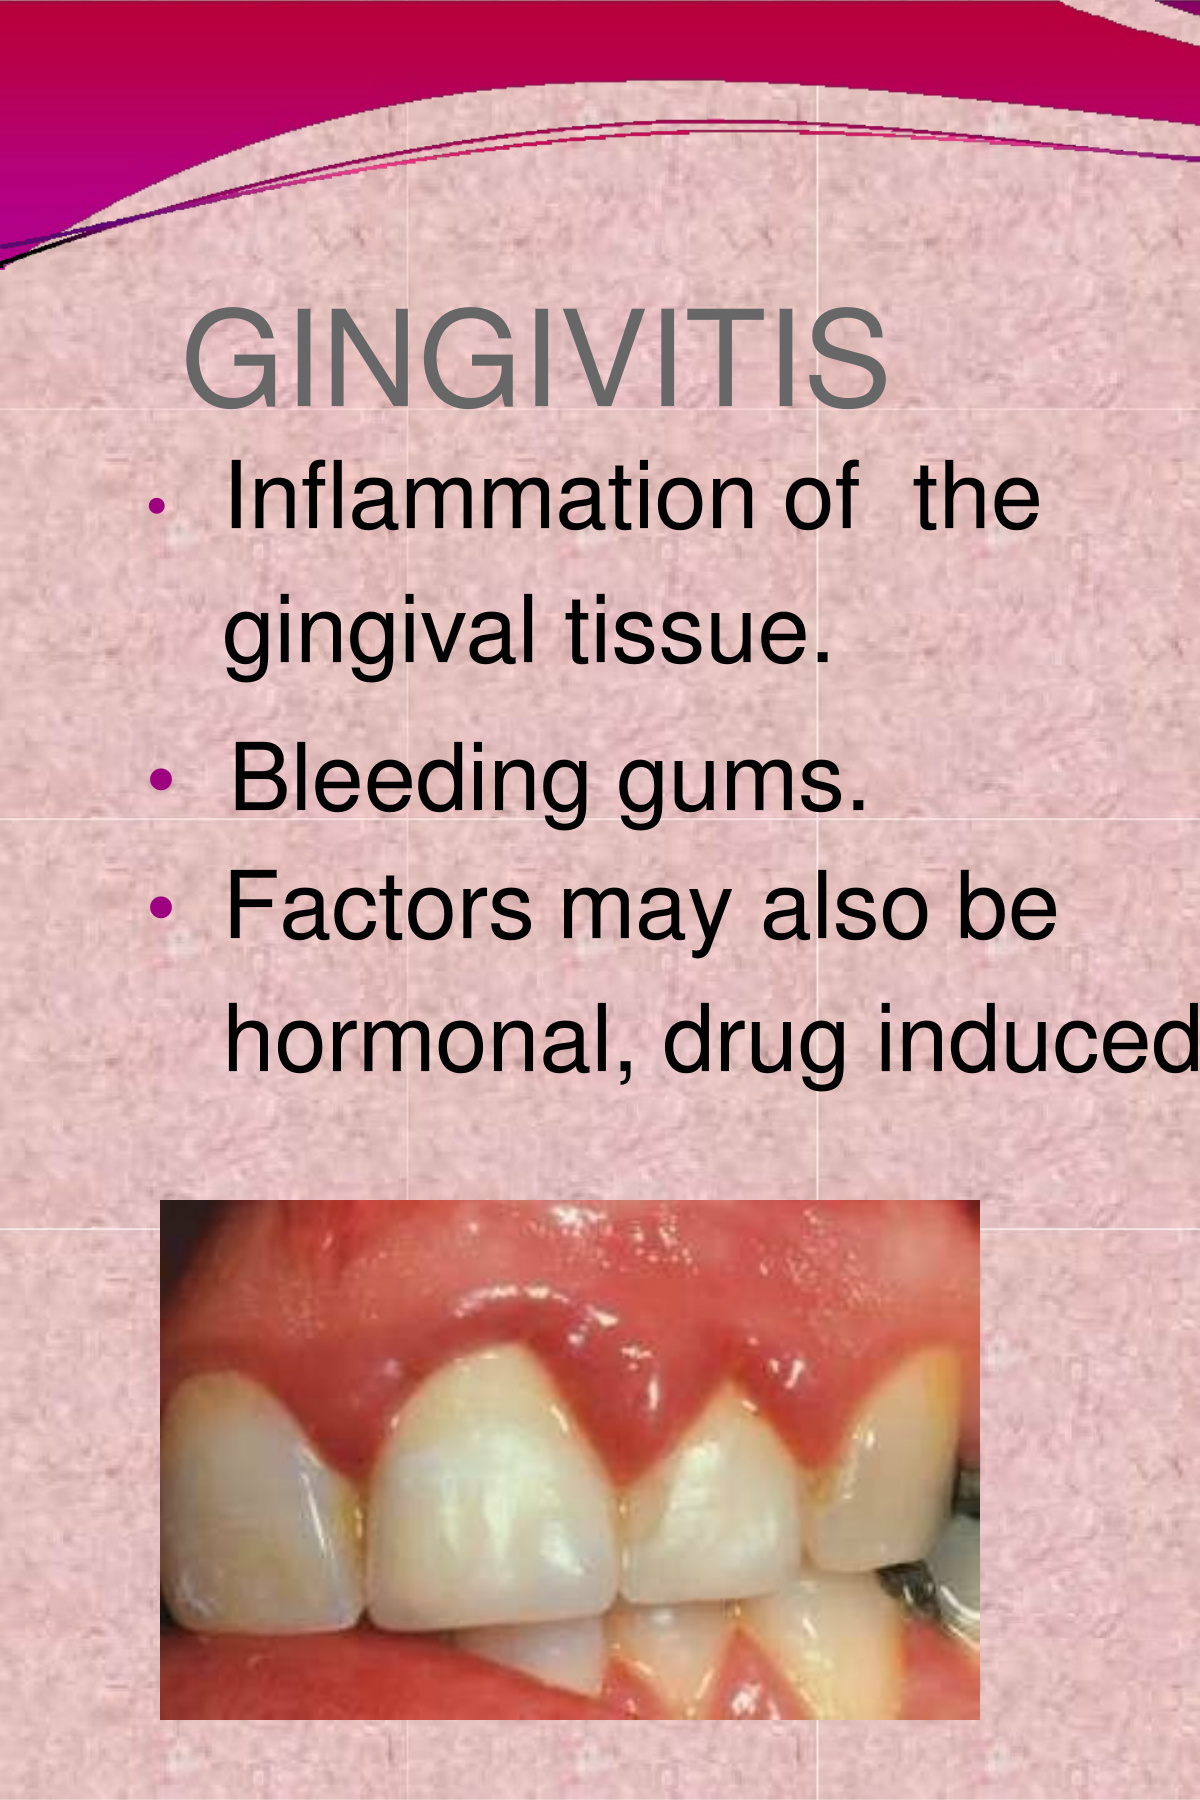 GINGIVITIS
• Inflammation of  the
gingival tissue.
• Bleeding gums.
• Factors may also be
hormonal, drug induced